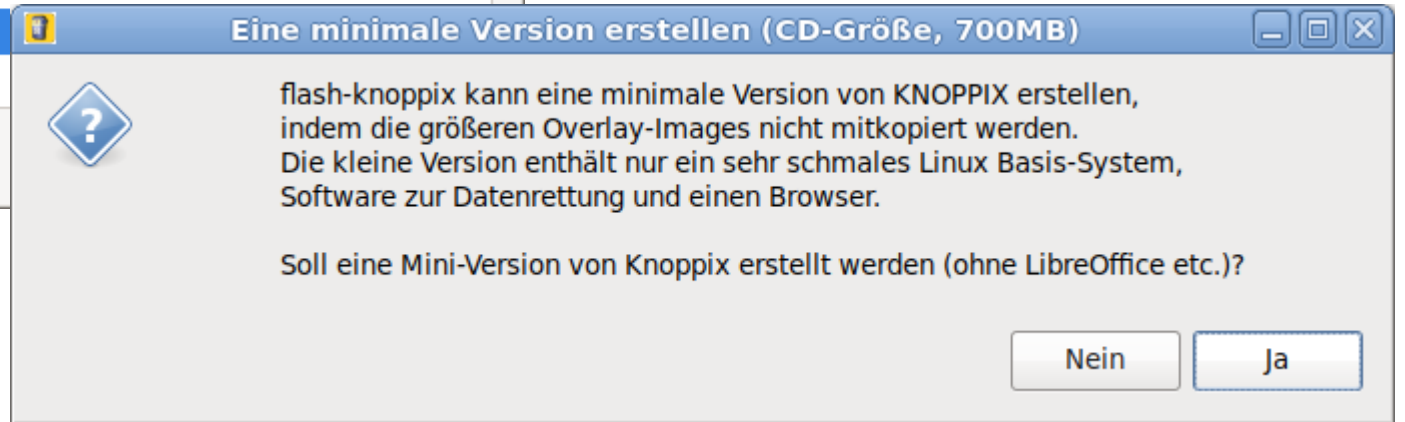 Eine minimale Version erstellen (CD-Größe, 700MB)
?
flash-knoppix kann eine minimale Version von KNOPPIX erstellen,
indem die größeren Overlay-Images nicht mitkopiert werden.
Die kleine Version enthält nur ein sehr schmales Linux Basis-System,
Software zur Datenrettung und einen Browser.
Soll eine Mini-Version von Knoppix erstellt werden (ohne LibreOffice etc.)?
Nein Ja